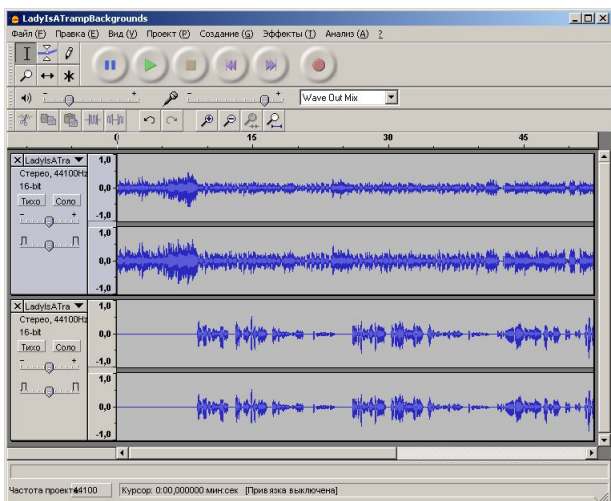 LadyIsATrampBackgrounds
Файл (F) Правка (E) Вид (V) Проект (P) Создание (G) Эффекты (T) Анализ (A) ?
Wave Out Mix
0 15 30 45
LadyIsATra
Стерео, 44100Hz
16-bit
Тихо Соло
- +
Л П
1,0
0,0
-1,0
1,0
0,0
-1,0
LadyIsATra
Стерео, 44100Hz
16-bit
Тихо Соло
- +
Л П
1,0
0,0
-1,0
1,0
0,0
-1,0
Частота проект 44100 Курсор: 0:00,000000 мин:сек [Привязка выключена]